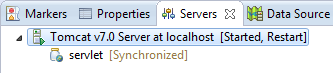 Markers Properties Servers Data Source
Tomcat v7.0 Server at localhost [Started, Restart]
servlet [Synchronized]